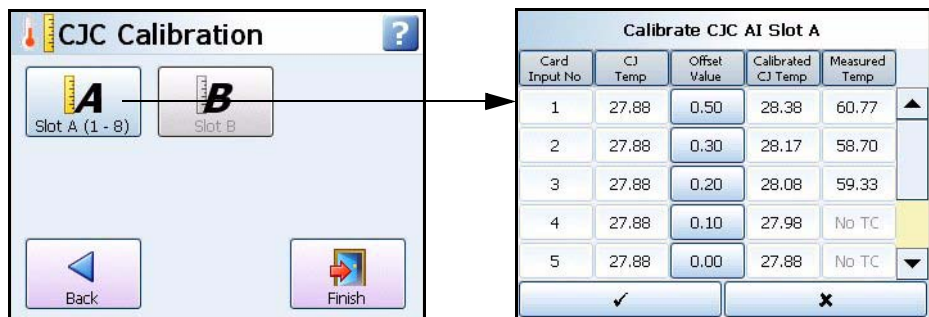 CJC Calibration
?
A
Slot A (1 - 8)
B
Slot B
Back
Finish
Calibrate CJC AI Slot A
Card Input No CJ Temp Offset Value Calibrated CJ Temp Measured Temp
1 27.88 0.50 28.38 60.77
2 27.88 0.30 28.17 58.70
3 27.88 0.20 28.08 59.33
4 27.88 0.10 27.98 No TC
5 27.88 0.00 27.88 No TC